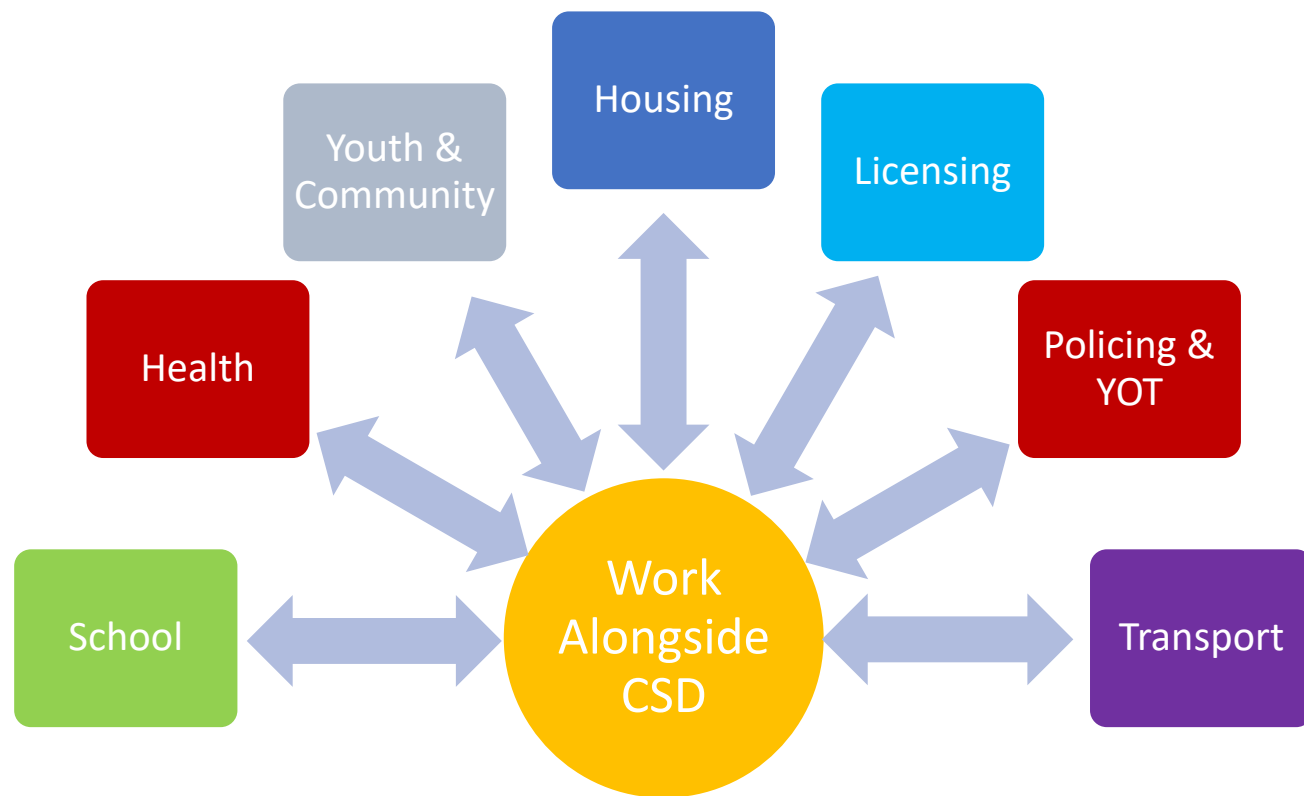 Housing
Youth &
Community
Licensing
Health
Policing &
YOT
School
Work
Alongside
CSD
Transport